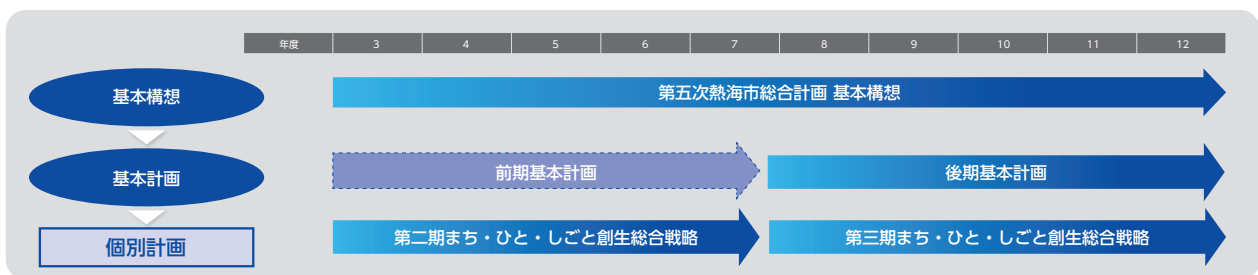 年度 3 4 5 6 7 8 9 10 11 12
基本構想 第五次熱海市総合計画 基本構想
基本計画 前期基本計画 後期基本計画
個別計画 第二期まち・ひと・しごと創生総合戦略 第三期まち・ひと・しごと創生総合戦略